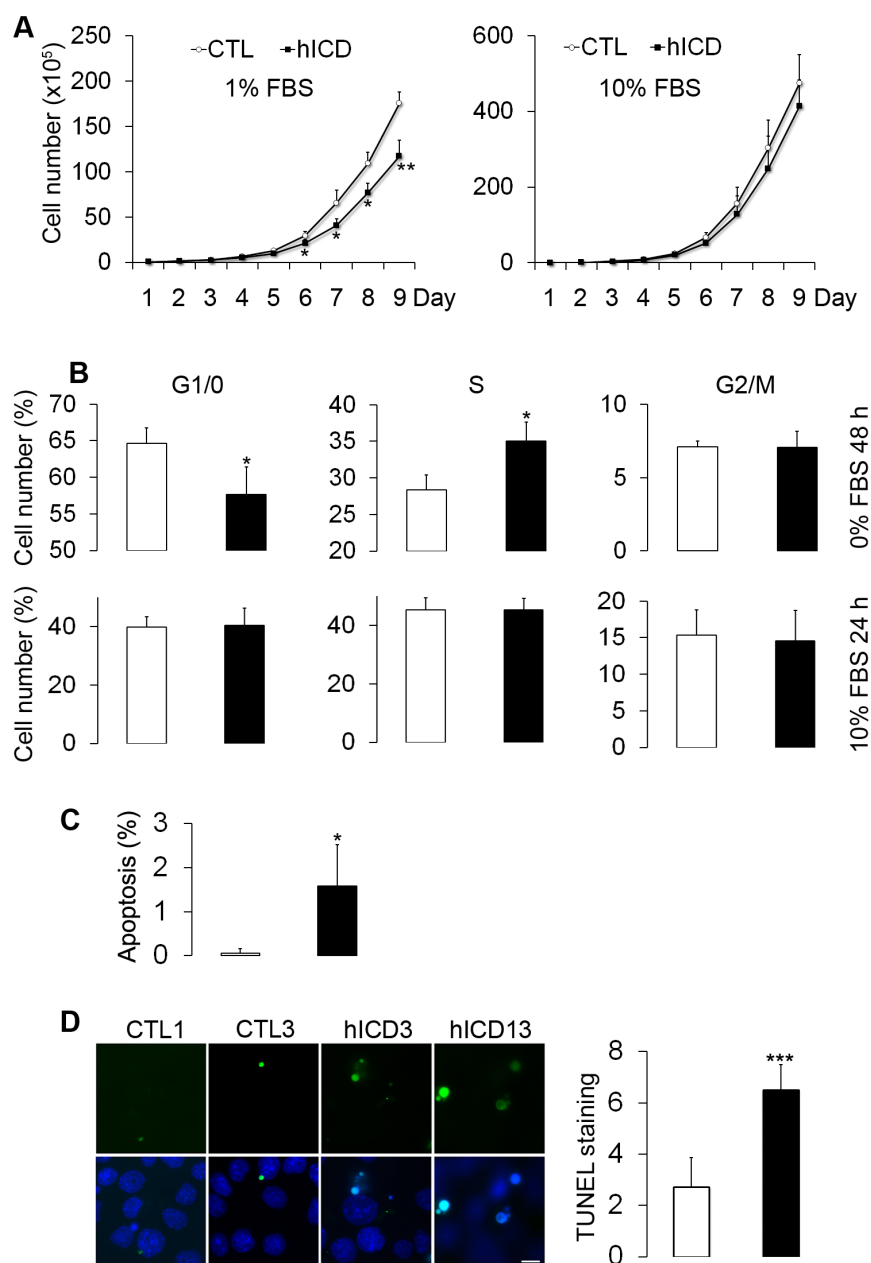 A
Cell number (x10⁵)
250
200
150
100
50
0
CTL hICD
1% FBS
1 2 3 4 5 6 7 8 9 Day
* * * **
600
400
200
0
CTL hICD
10% FBS
1 2 3 4 5 6 7 8 9 Day
B
G1/0 S G2/M
Cell number (%)
70
65
60
55
50
*
40
35
30
25
20
*
10
5
0
0% FBS 48 h
Cell number (%)
40
20
0
40
20
0
20
15
10
5
0
10% FBS 24 h
C
Apoptosis (%)
3
2
1
0
*
D
CTL1 CTL3 hICD3 hICD13
TUNEL staining
8
6
4
2
0
***